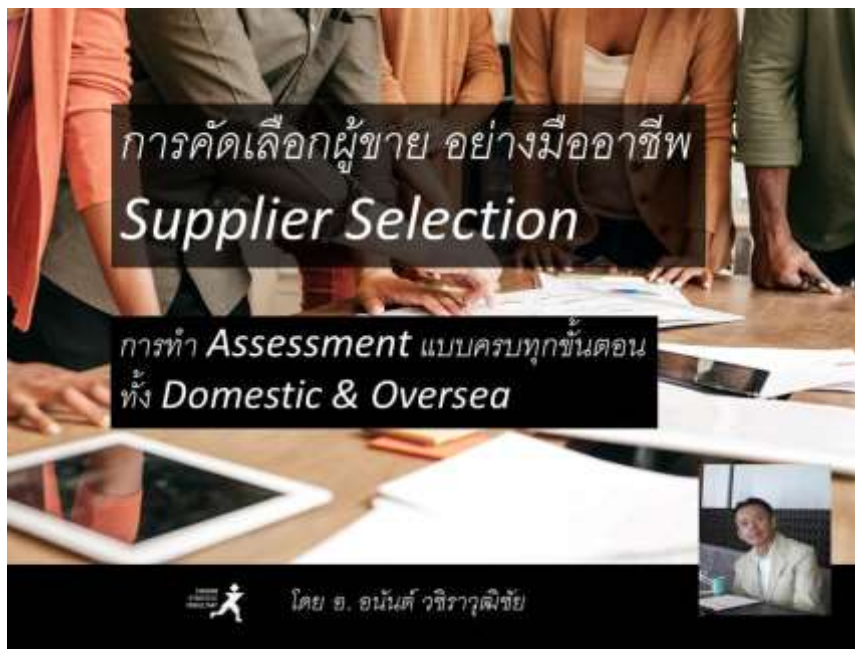 การคัดเลือกผู้ขาย อย่างมืออาชีพ
Supplier Selection
การทำ Assessment แบบครบทุกขั้นตอน
ทั้ง Domestic & Oversea
โดย อ. อนันต์ วชิราวุฒิชัย